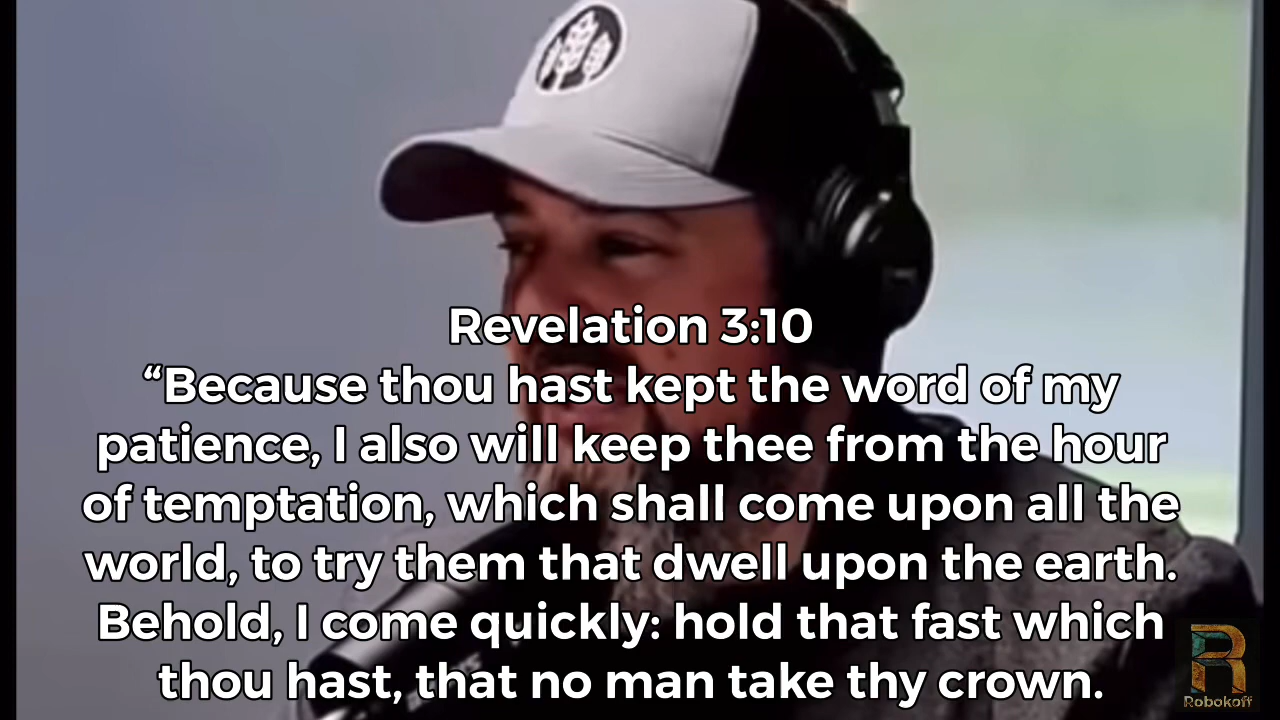 Revelation 3:10
“Because thou hast kept the word of my
patience, I also will keep thee from the hour
of temptation, which shall come upon all the
world, to try them that dwell upon the earth.
Behold, I come quickly: hold that fast which
thou hast, that no man take thy crown.
R
Robokoff